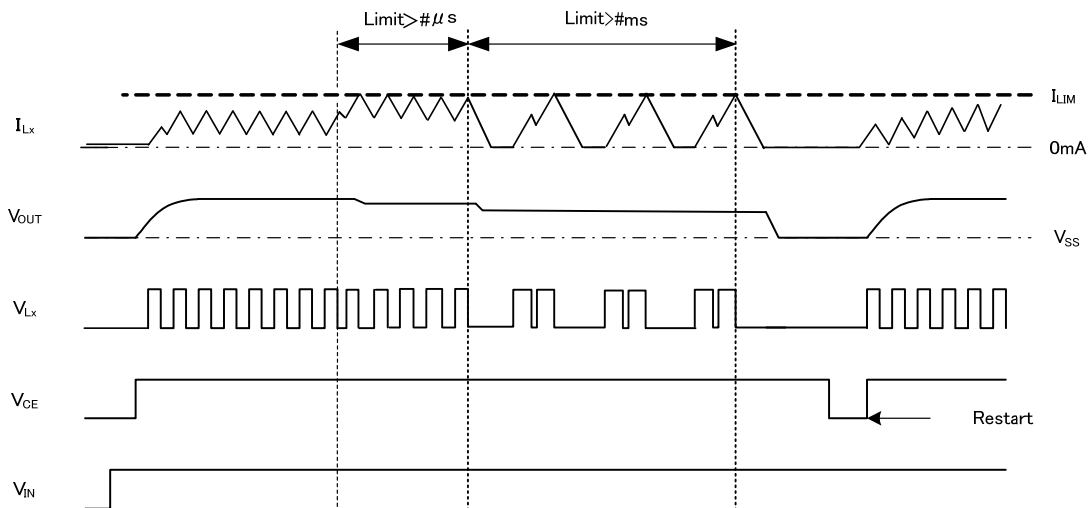 Limit>#μs
Limit>#ms
ILIM
ILx
0mA
VOUT
VSS
VLx
VCE
Restart
VIN